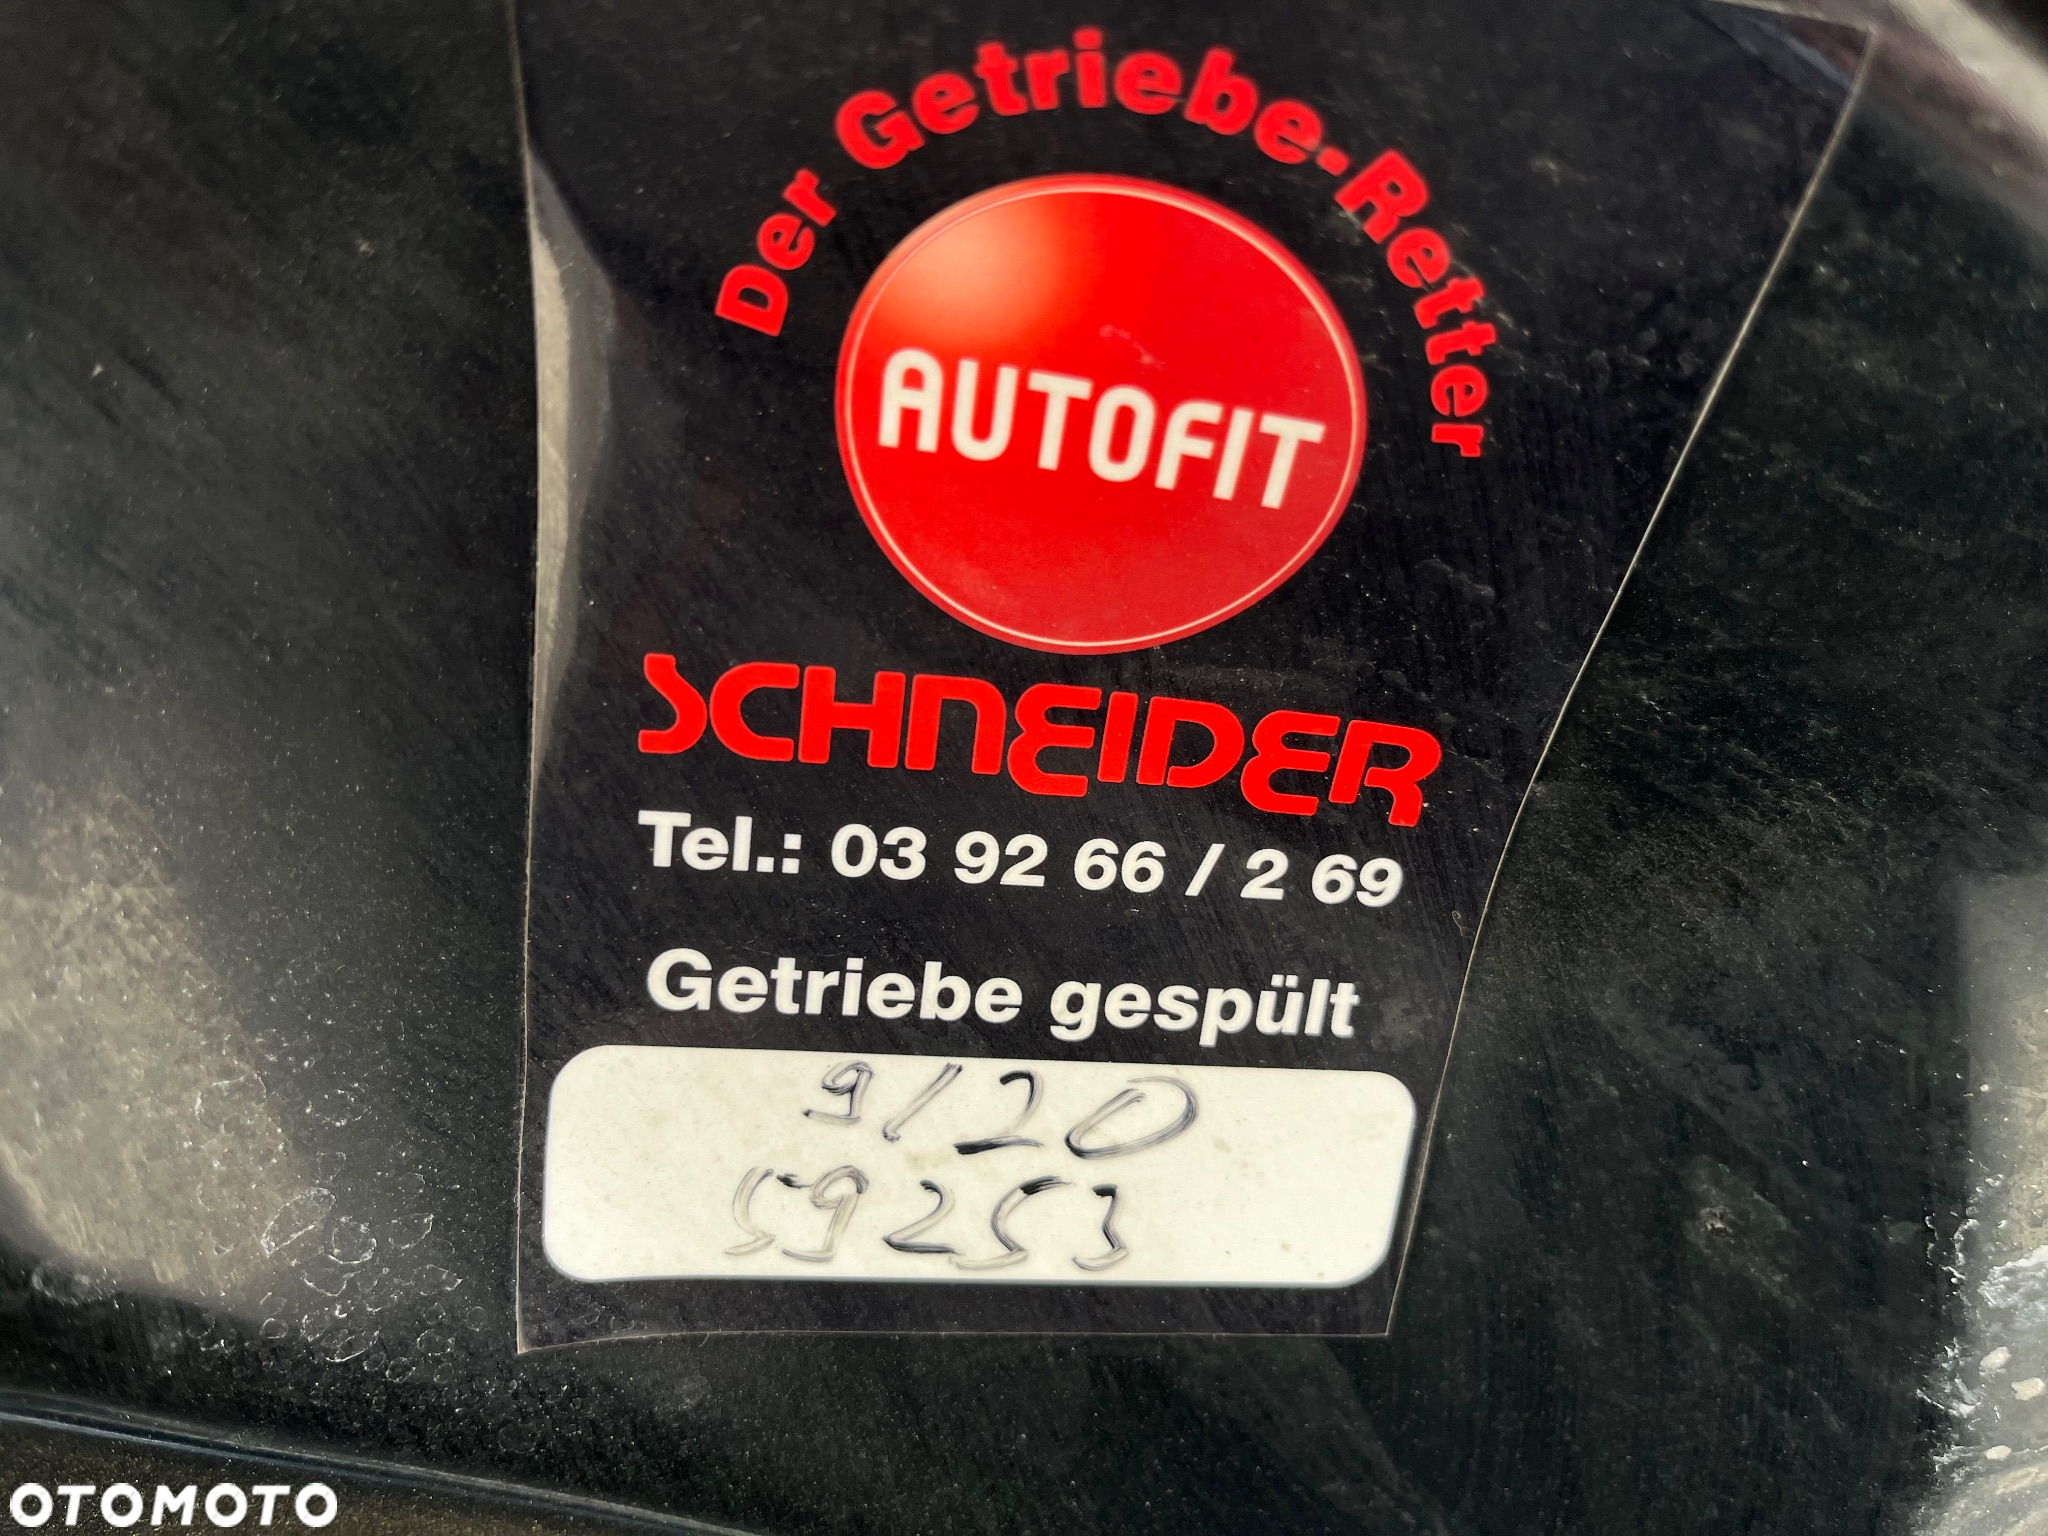 Der Getriebe-Retter
AUTOFIT
SCHNEIDER
Tel.: 03 92 66 / 2 69
Getriebe gespült
9/20
59253
OTOMOTO